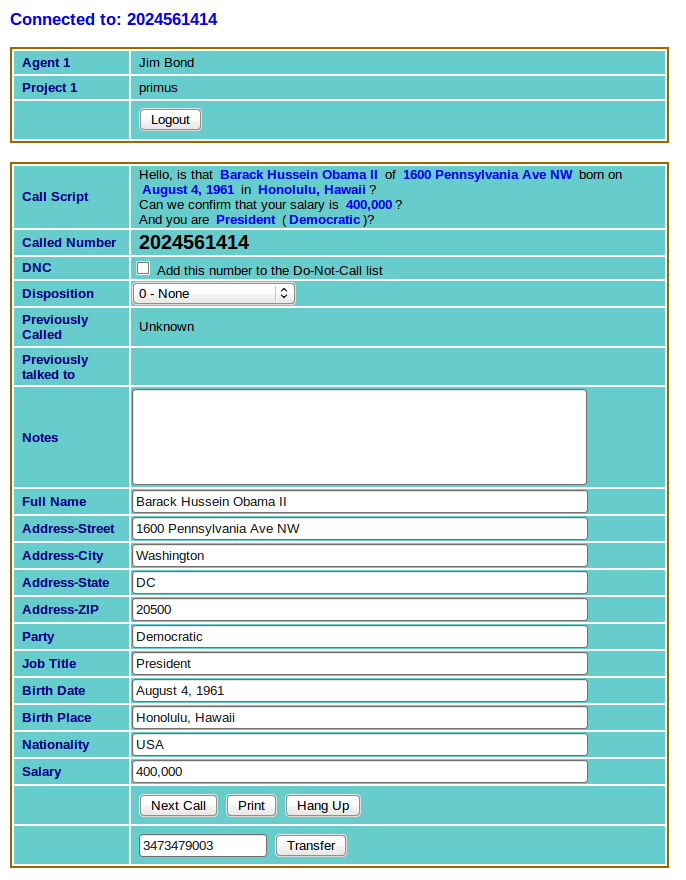 Connected to: 2024561414
Agent 1 Jim Bond
Project 1 primus
Logout
Call Script Hello, is that Barack Hussein Obama II of 1600 Pennsylvania Ave NW born on
August 4, 1961 in Honolulu, Hawaii ?
Can we confirm that your salary is 400,000 ?
And you are President ( Democratic )?
Called Number 2024561414
DNC Add this number to the Do-Not-Call list
Disposition 0 - None
Previously
Called Unknown
Previously
talked to
Notes
Full Name Barack Hussein Obama II
Address-Street 1600 Pennsylvania Ave NW
Address-City Washington
Address-State DC
Address-ZIP 20500
Party Democratic
Job Title President
Birth Date August 4, 1961
Birth Place Honolulu, Hawaii
Nationality USA
Salary 400,000
Next Call Print Hang Up
3473479003 Transfer